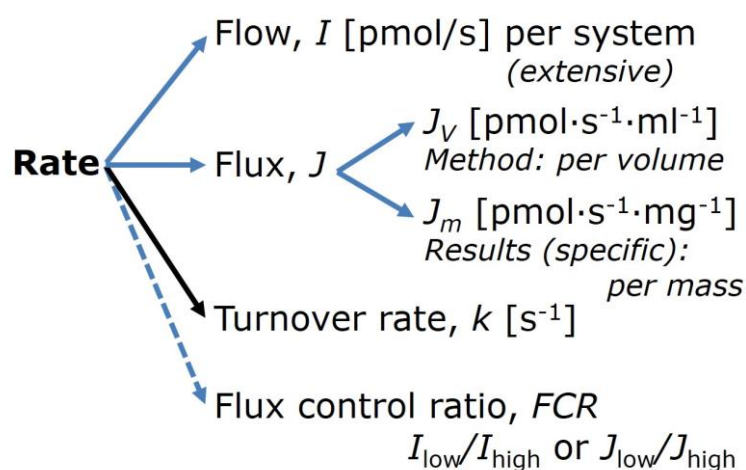 Flow, I [pmol/s] per system
(extensive)
Rate
Flux, J
J_V [pmol·s⁻¹·ml⁻¹]
Method: per volume
J_m [pmol·s⁻¹·mg⁻¹]
Results (specific):
per mass
Turnover rate, k [s⁻¹]
Flux control ratio, FCR
I_low/I_high or J_low/J_high